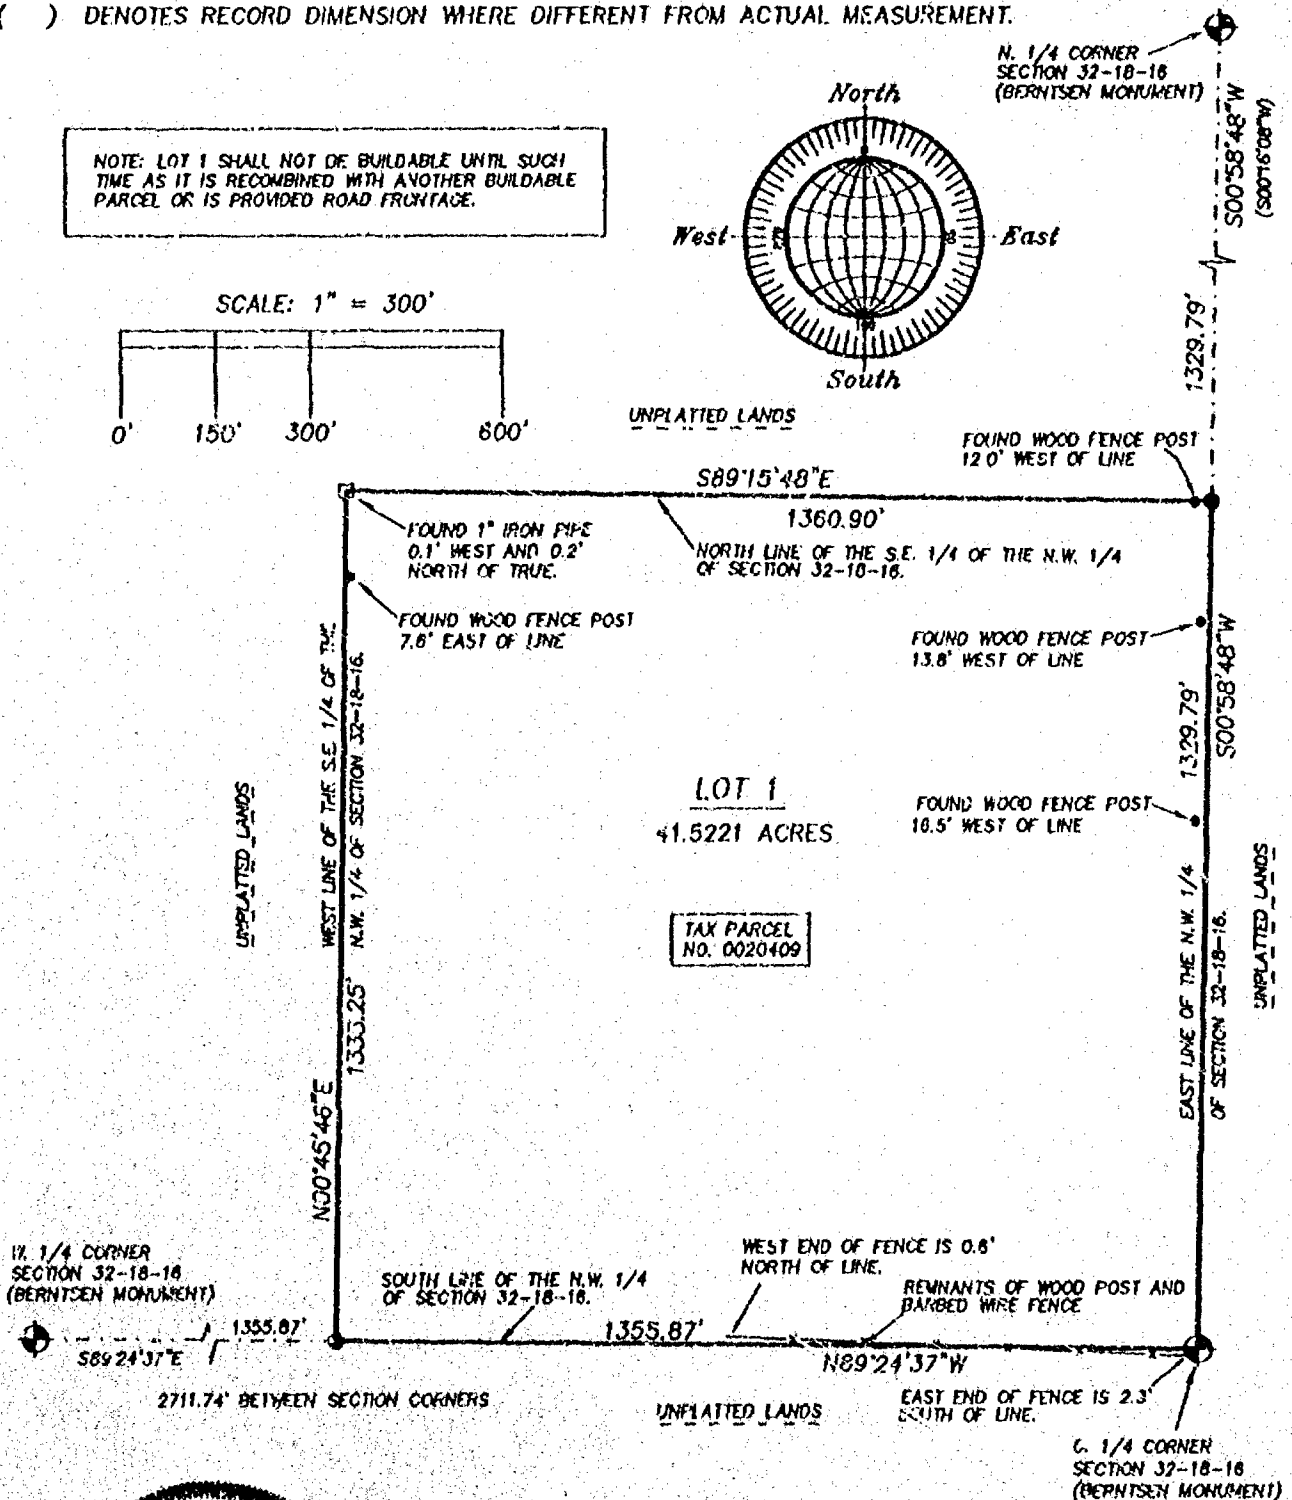 ( ) DENOTES RECORD DIMENSION WHERE DIFFERENT FROM ACTUAL MEASUREMENT.
N. 1/4 CORNER
SECTION 32-18-16
(BERNTSEN MONUMENT)
S00°58'48"W
(S00°16'08"W)
1329.79'
NOTE: LOT 1 SHALL NOT BE BUILDABLE UNTIL SUCH
TIME AS IT IS RECOMBINED WITH ANOTHER BUILDABLE
PARCEL OR IS PROVIDED ROAD FRONTAGE.
North
West
East
South
SCALE: 1" = 300'
0' 150' 300' 600'
UNPLATTED LANDS
FOUND WOOD FENCE POST
12.0' WEST OF LINE
S89°15'48"E
1360.90'
FOUND 1" IRON PIPE
0.1' WEST AND 0.2'
NORTH OF TRUE.
NORTH LINE OF THE S.E. 1/4 OF THE N.W. 1/4
OF SECTION 32-18-16.
FOUND WOOD FENCE POST
7.6' EAST OF LINE
FOUND WOOD FENCE POST
13.8' WEST OF LINE
S00°58'48"W
1329.79'
WEST LINE OF THE S.E. 1/4 OF THE
N.W. 1/4 OF SECTION 32-18-16.
UNPLATTED LANDS
LOT 1
41.5221 ACRES
FOUND WOOD FENCE POST
16.5' WEST OF LINE
TAX PARCEL
NO. 0020409
EAST LINE OF THE N.W. 1/4
OF SECTION 32-18-16.
UNPLATTED LANDS
N00°45'46"E
W. 1/4 CORNER
SECTION 32-18-16
(BERNTSEN MONUMENT)
S89°24'37"E
1355.87'
SOUTH LINE OF THE N.W. 1/4
OF SECTION 32-18-16.
WEST END OF FENCE IS 0.6'
NORTH OF LINE.
REMNANTS OF WOOD POST AND
BARBED WIRE FENCE
1355.87'
N89°24'37"W
2711.74' BETWEEN SECTION CORNERS
UNPLATTED LANDS
EAST END OF FENCE IS 2.3'
SOUTH OF LINE.
C. 1/4 CORNER
SECTION 32-18-16
(BERNTSEN MONUMENT)